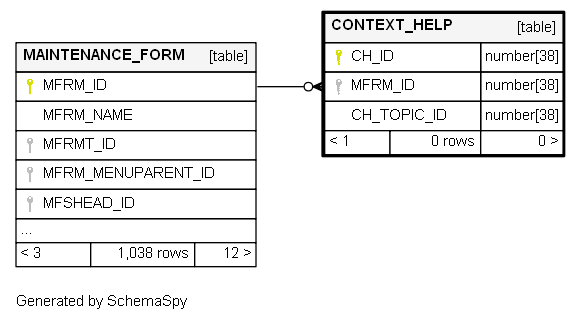 MAINTENANCE_FORM [table]
MFRM_ID
MFRM_NAME
MFRMT_ID
MFRM_MENUPARENT_ID
MFSHEAD_ID
...
< 3 1,038 rows 12 >
CONTEXT_HELP [table]
CH_ID number[38]
MFRM_ID number[38]
CH_TOPIC_ID number[38]
< 1 0 rows 0 >
Generated by SchemaSpy